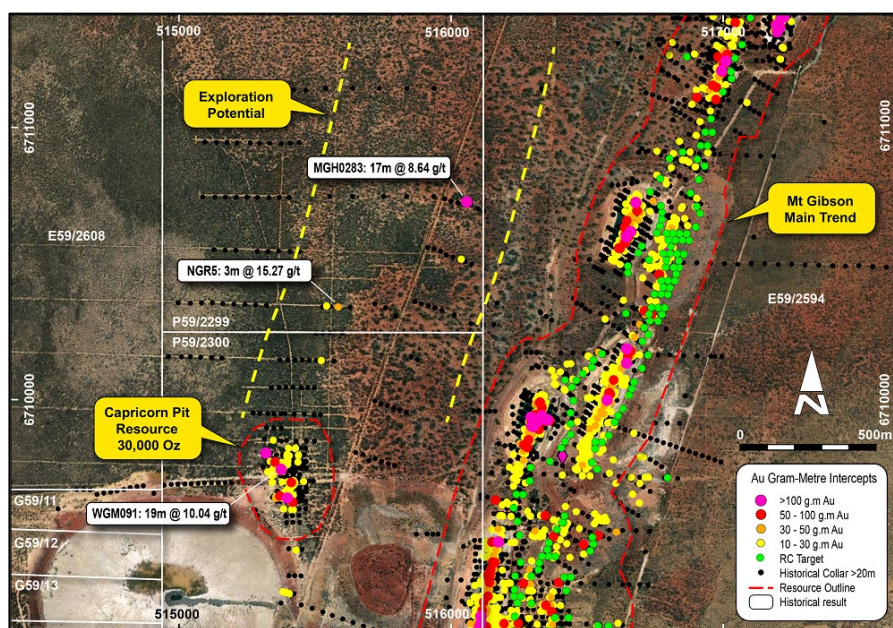 515000
516000
517000
6711000
6711000
Exploration
Potential
MGH0283: 17m @ 8.64 g/t
Mt Gibson
Main Trend
E59/2608
NGR5: 3m @ 15.27 g/t
E59/2594
P59/2299
P59/2300
6710000
6710000
N
Capricorn Pit
Resource
30,000 Oz
0 500m
G59/11
WGM091: 19m @ 10.04 g/t
G59/12
G59/13
Au Gram-Metre Intercepts
>100 g.m Au
50 - 100 g.m Au
30 - 50 g.m Au
10 - 30 g.m Au
RC Target
Historical Collar >20m
Resource Outline
Historical result
515000
516000